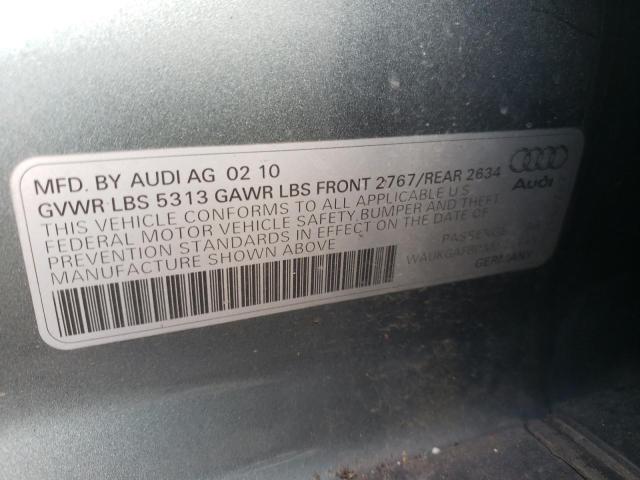 MFD. BY AUDI AG 02 10
GVWR LBS 5313 GAWR LBS FRONT 2767/REAR 2634
THIS VEHICLE CONFORMS TO ALL APPLICABLE U.S.
FEDERAL MOTOR VEHICLE SAFETY, BUMPER AND THEFT
PREVENTION STANDARDS IN EFFECT ON THE DATE OF
MANUFACTURE SHOWN ABOVE
Audi
GERMANY